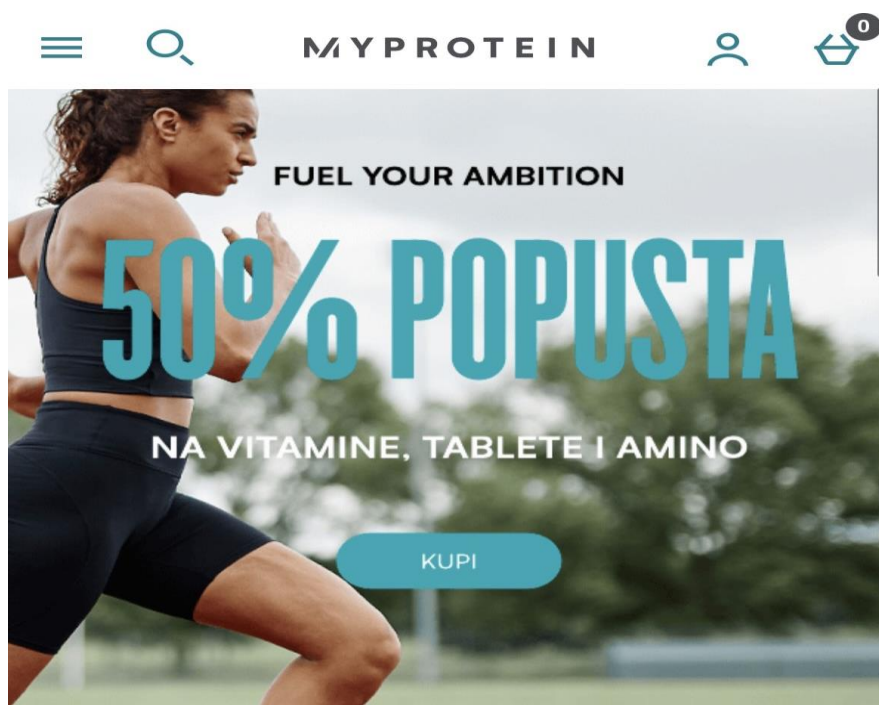 0
MYPROTEIN
FUEL YOUR AMBITION
50% POPUSTA
NA VITAMINE, TABLETE I AMINO
KUPI